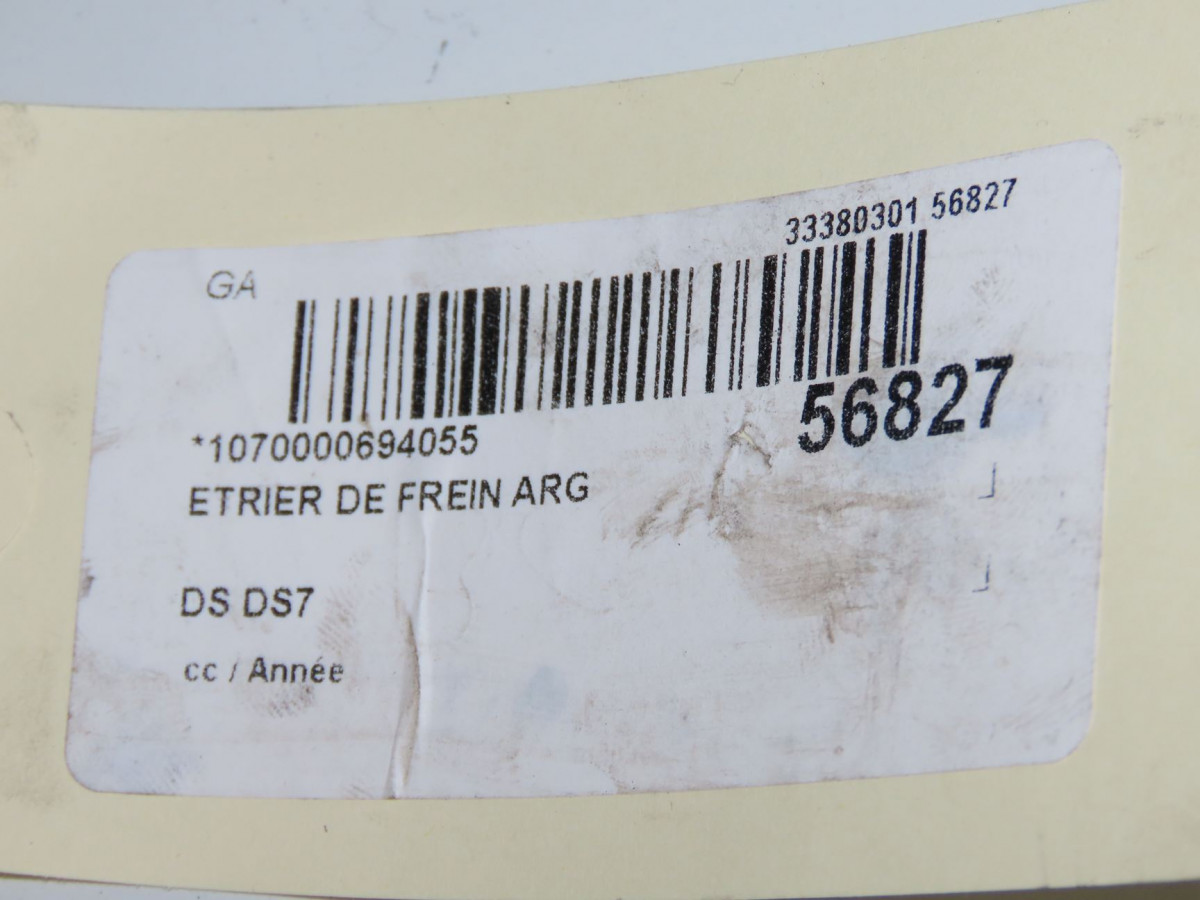 33380301 56827
GA
56827
*1070000694055
ETRIER DE FREIN ARG
DS DS7
cc / Année